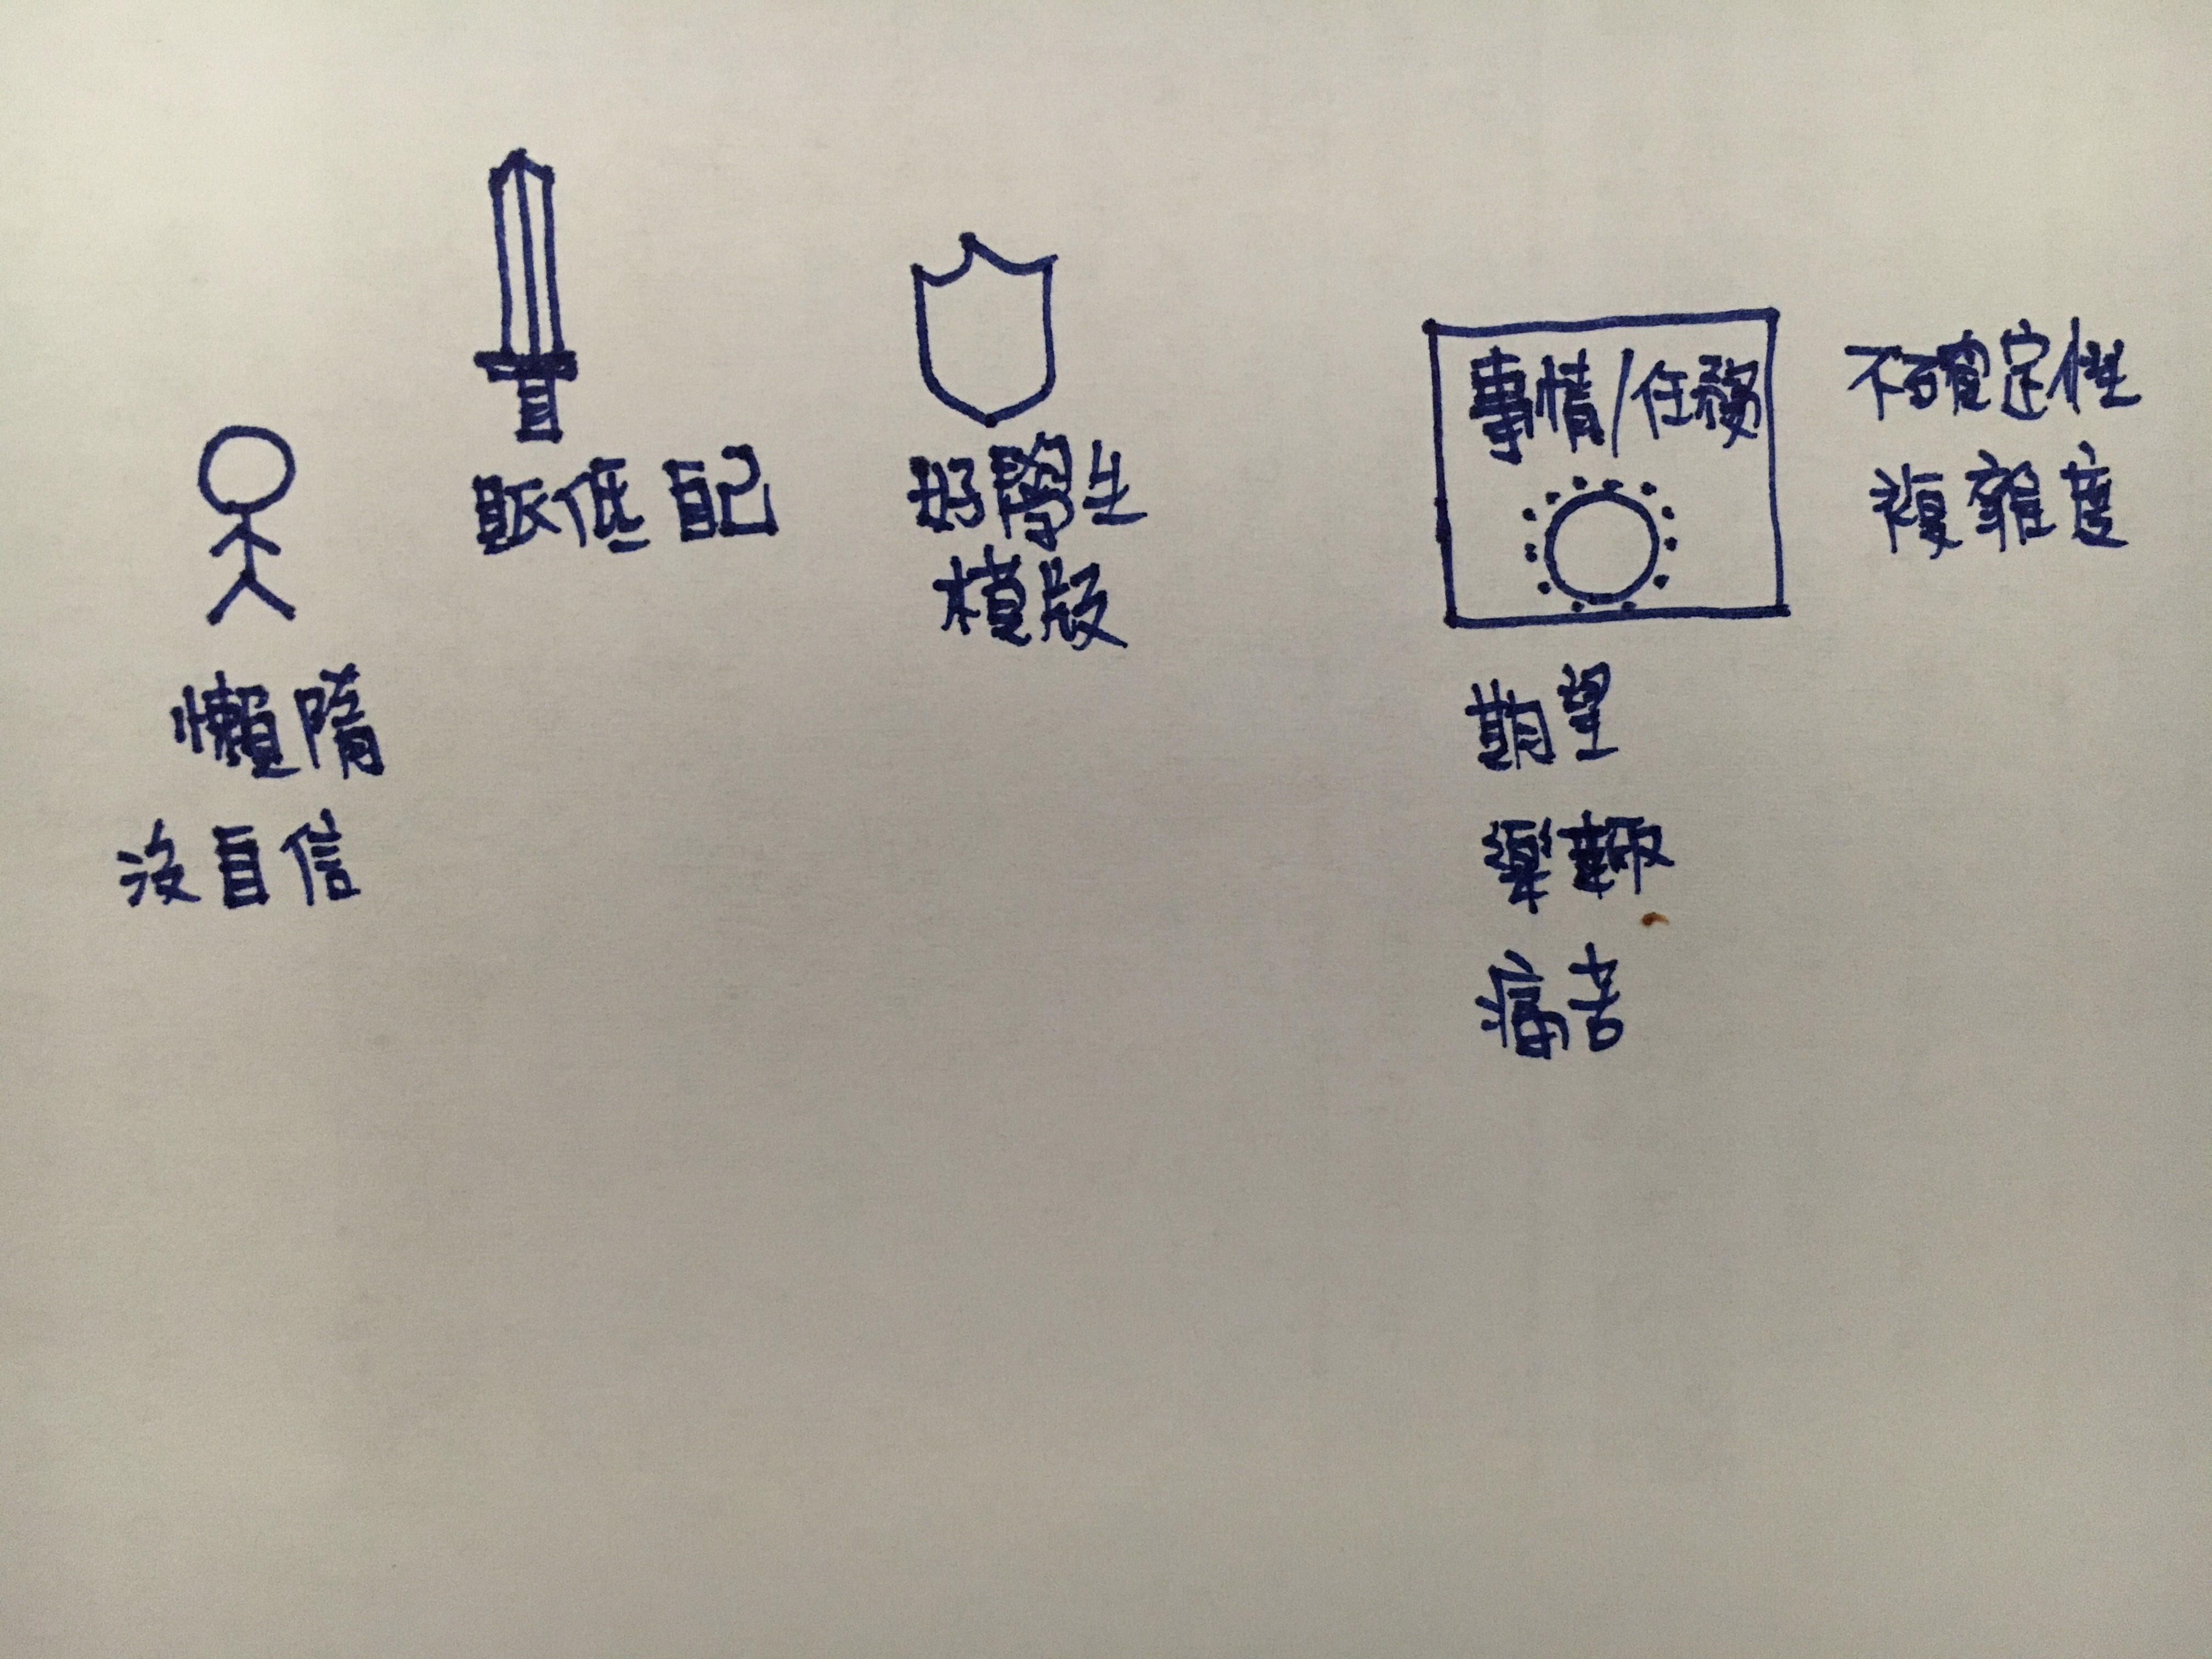 懶惰
沒自信
貶低自己
好學生
模版
事情/任務
不確定性
複雜度
期望
樂趣
痛苦